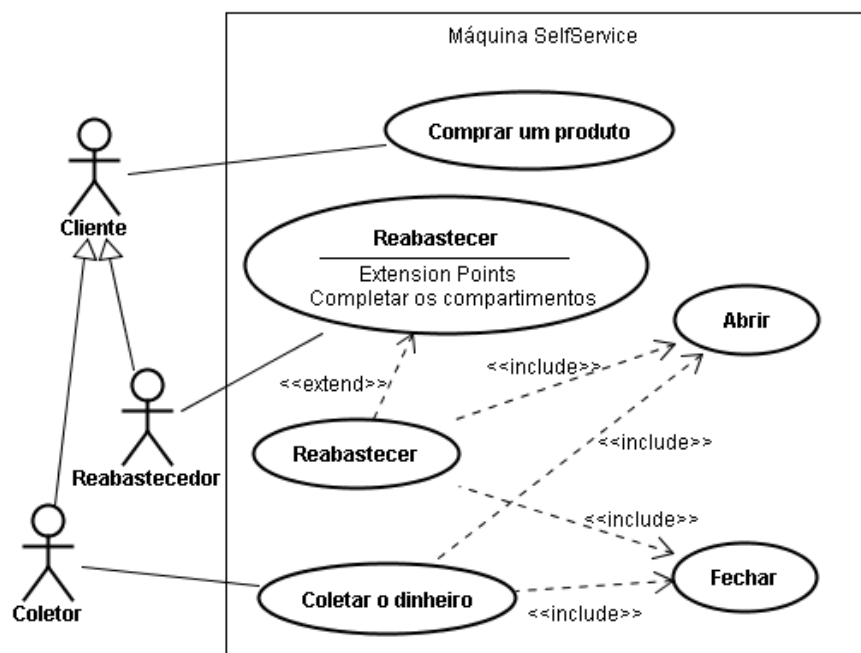 Máquina SelfService
Comprar um produto
Cliente
Reabastecer
Extension Points
Completar os compartimentos
Abrir
<<include>>
<<extend>>
<<include>>
Reabastecer
Reabastecedor
<<include>>
Fechar
Coletar o dinheiro
<<include>>
Coletor